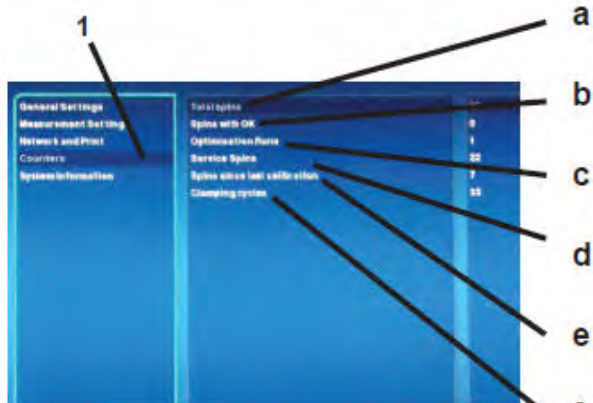 1
a
General Settings
Total spins
Measurement Setting
Spins with OK
0
b
Network and Print
Optimisation Runs
1
Counters
Service Spins
22
c
System Information
Spins since last calibration
7
Clamping cycles
d
e